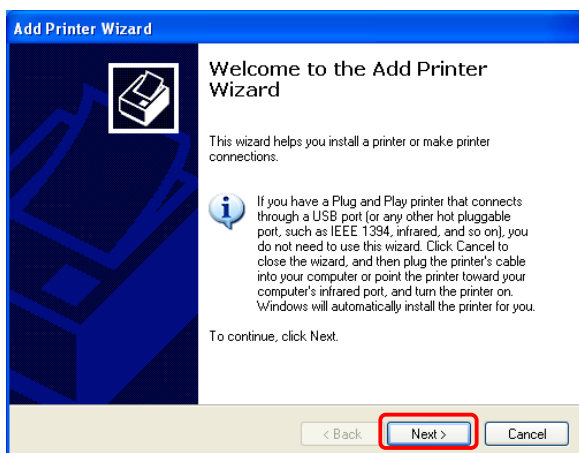 Add Printer Wizard
Welcome to the Add Printer
Wizard
This wizard helps you install a printer or make printer
connections.
If you have a Plug and Play printer that connects
through a USB port (or any other hot pluggable
port, such as IEEE 1394, infrared, and so on), you
do not need to use this wizard. Click Cancel to
close the wizard, and then plug the printer's cable
into your computer or point the printer toward your
computer's infrared port, and turn the printer on.
Windows will automatically install the printer for you.
To continue, click Next.
< Back Next > Cancel